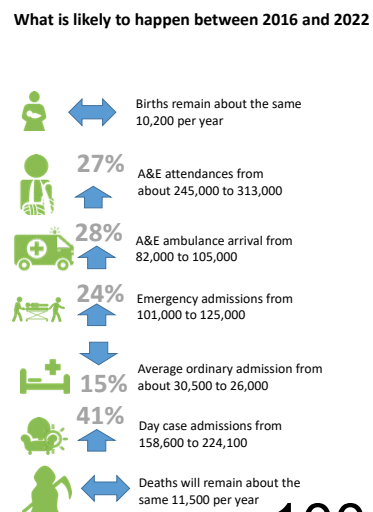 What is likely to happen between 2016 and 2022
Births remain about the same
10,200 per year
27%
A&E attendances from
about 245,000 to 313,000
28%
A&E ambulance arrival from
82,000 to 105,000
24%
Emergency admissions from
101,000 to 125,000
15%
Average ordinary admission from
about 30,500 to 26,000
41%
Day case admissions from
158,600 to 224,100
Deaths will remain about the
same 11,500 per year